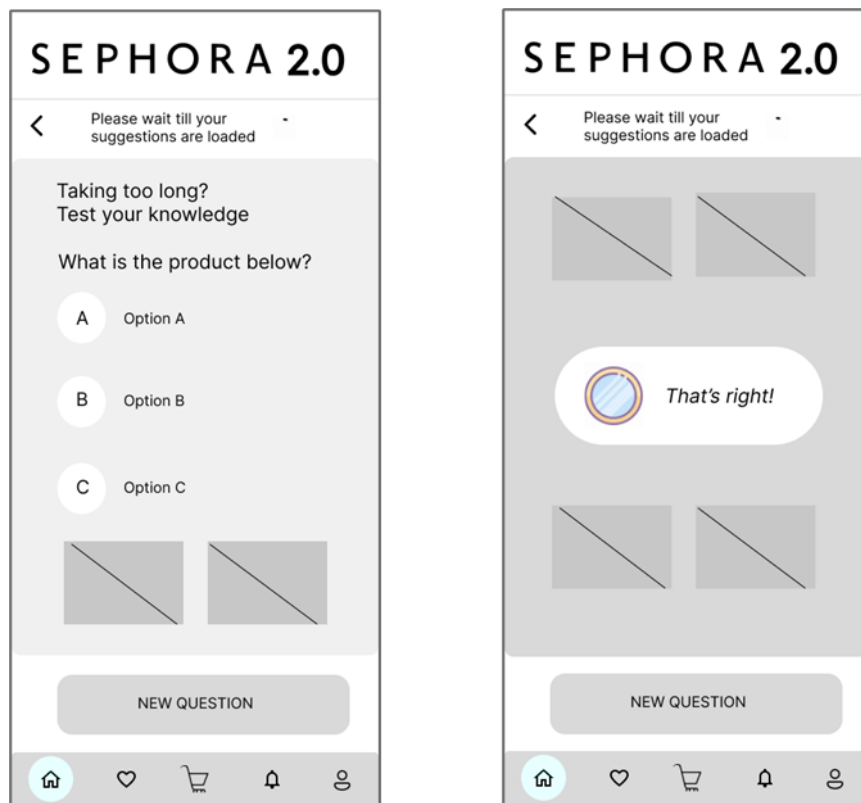 SEPHORA 2.0
Please wait till your
suggestions are loaded
Taking too long?
Test your knowledge
What is the product below?
A Option A
B Option B
C Option C
NEW QUESTION
SEPHORA 2.0
Please wait till your
suggestions are loaded
That's right!
NEW QUESTION